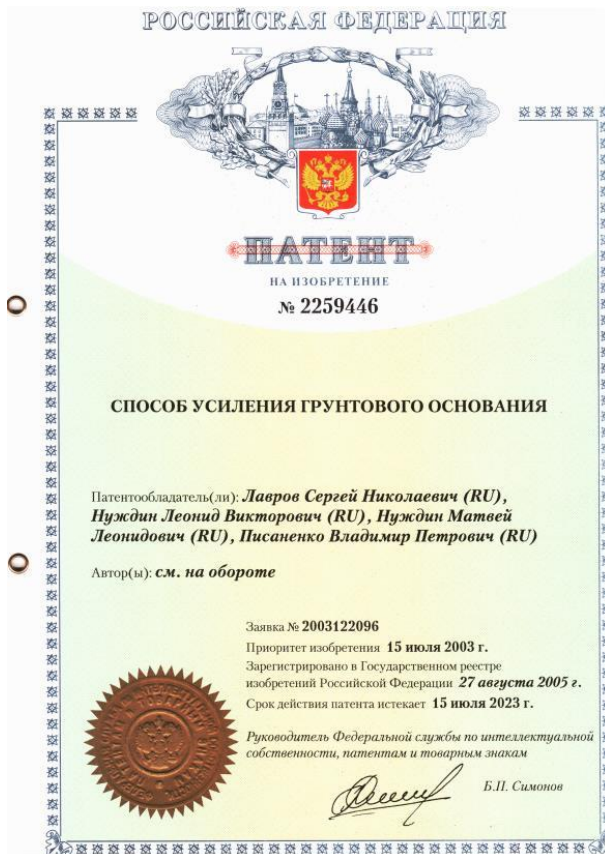 РОССИЙСКАЯ ФЕДЕРАЦИЯ
ПАТЕНТ
НА ИЗОБРЕТЕНИЕ
№ 2259446
СПОСОБ УСИЛЕНИЯ ГРУНТОВОГО ОСНОВАНИЯ
Патентообладатель(ли): Лавров Сергей Николаевич (RU),
Нуждин Леонид Викторович (RU), Нуждин Матвей
Леонидович (RU), Писаненко Владимир Петрович (RU)
Автор(ы): см. на обороте
Заявка № 2003122096
Приоритет изобретения 15 июля 2003 г.
Зарегистрировано в Государственном реестре
изобретений Российской Федерации 27 августа 2005 г.
Срок действия патента истекает 15 июля 2023 г.
Руководитель Федеральной службы по интеллектуальной
собственности, патентам и товарным знакам
Б.П. Симонов